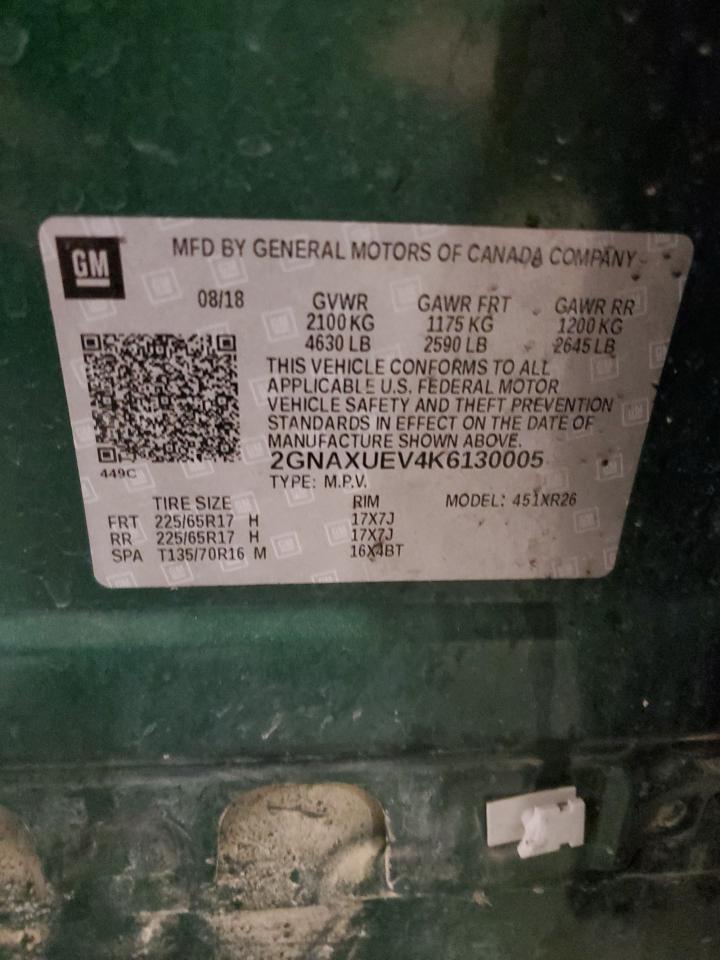 GM
MFD BY GENERAL MOTORS OF CANADA COMPANY
08/18 GVWR GAWR FRT GAWR RR
2100 KG 1175 KG 1200 KG
4630 LB 2590 LB 2645 LB
THIS VEHICLE CONFORMS TO ALL
APPLICABLE U.S. FEDERAL MOTOR
VEHICLE SAFETY AND THEFT PREVENTION
STANDARDS IN EFFECT ON THE DATE OF
MANUFACTURE SHOWN ABOVE.
449C
2GNAXUEV4K6130005
TYPE: M.P.V.
TIRE SIZE RIM MODEL: 451XR26
FRT 225/65R17 H 17X7J
RR 225/65R17 H 17X7J
SPA T135/70R16 M 16X4BT